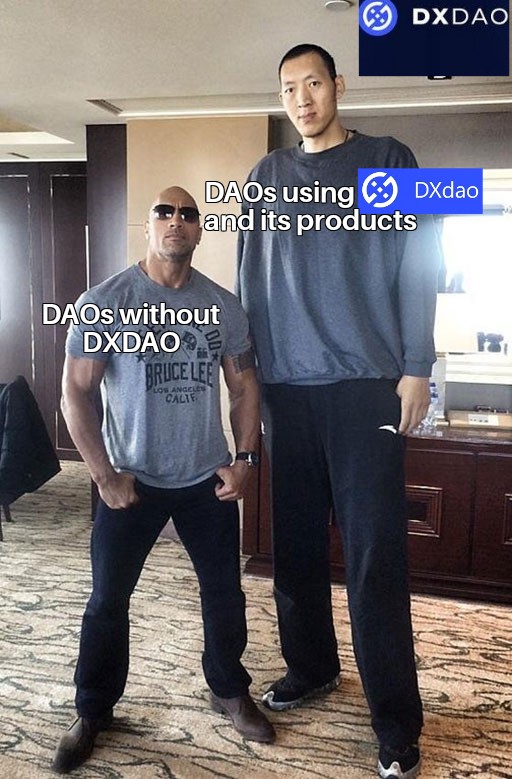 DXDAO
DAOs using DXdao
and its products
DAOs without
DXDAO
BRUCE LEE
LOS ANGELES
CALIF.